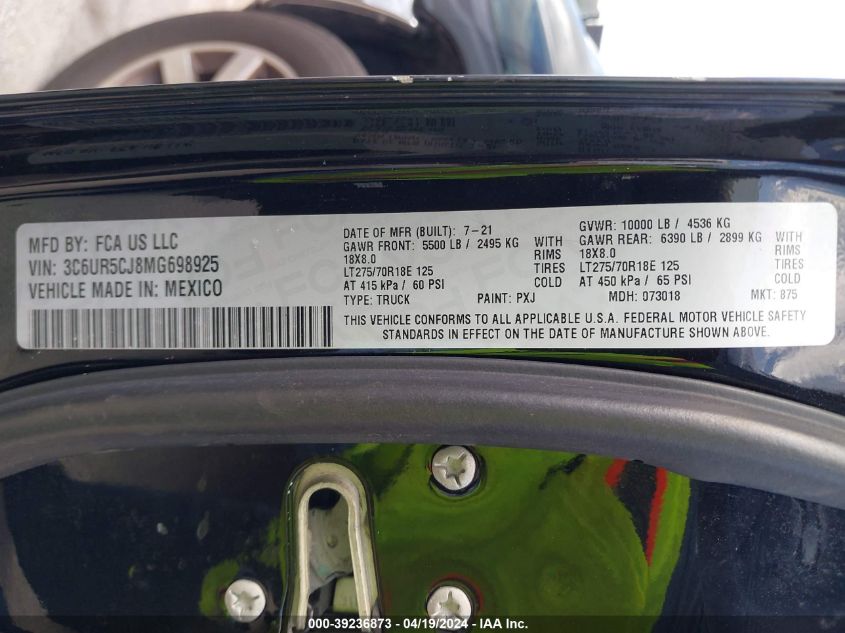 MFD BY: FCA US LLC
VIN: 3C6UR5CJ8MG698925
VEHICLE MADE IN: MEXICO
DATE OF MFR (BUILT): 7-21
GAWR FRONT: 5500 LB / 2495 KG WITH
18X8.0 RIMS
LT275/70R18E 125 TIRES
AT 415 kPa / 60 PSI COLD
TYPE: TRUCK PAINT: PXJ
GVWR: 10000 LB / 4536 KG
GAWR REAR: 6390 LB / 2899 KG WITH
18X8.0 RIMS
LT275/70R18E 125 TIRES
AT 450 kPa / 65 PSI COLD
MDH: 073018 MKT: 875
THIS VEHICLE CONFORMS TO ALL APPLICABLE U.S.A. FEDERAL MOTOR VEHICLE SAFETY
STANDARDS IN EFFECT ON THE DATE OF MANUFACTURE SHOWN ABOVE.
000-39236873 - 04/19/2024 - IAA Inc.